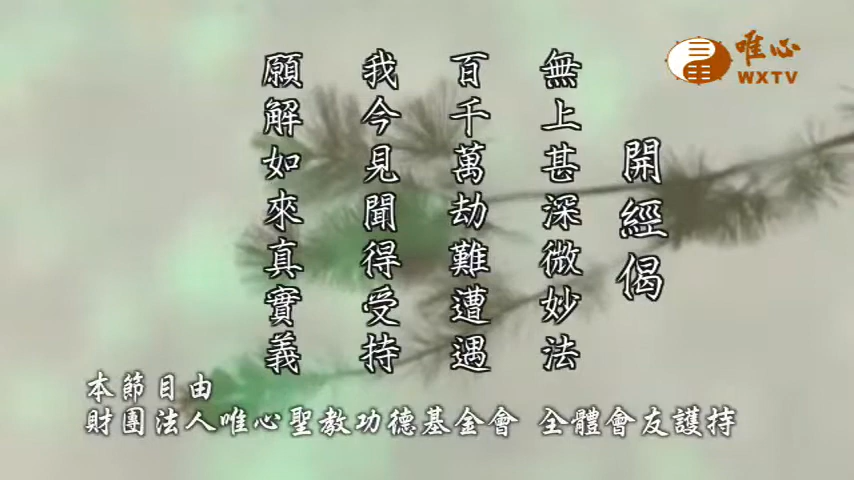 唯心
WXTV
開經偈
無上甚深微妙法
百千萬劫難遭遇
我今見聞得受持
願解如來真實義
本節目由
財團法人唯心聖教功德基金會 全體會友護持